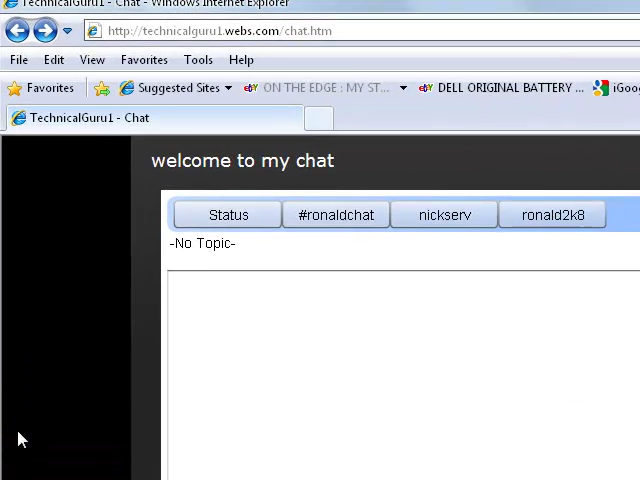 TechnicalGuru1 - Chat - Windows Internet Explorer
http://technicalguru1.webs.com/chat.htm
File Edit View Favorites Tools Help
Favorites Suggested Sites ON THE EDGE : MY ST... DELL ORIGINAL BATTERY ... iGoog
TechnicalGuru1 - Chat
welcome to my chat
Status #ronaldchat nickserv ronald2k8
-No Topic-